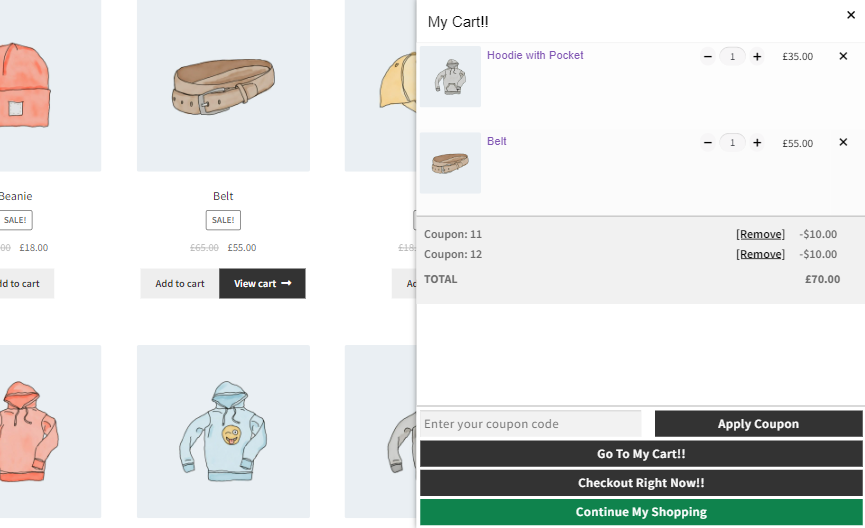 My Cart!!
Hoodie with Pocket
1
£35.00
Belt
1
£55.00
Coupon: 11 [Remove] -$10.00
Coupon: 12 [Remove] -$10.00
TOTAL £70.00
Enter your coupon code
Apply Coupon
Go To My Cart!!
Checkout Right Now!!
Continue My Shopping
Beanie
SALE!
.00 £18.00
dd to cart
Belt
SALE!
£65.00 £55.00
Add to cart
View cart
£18.
Ad